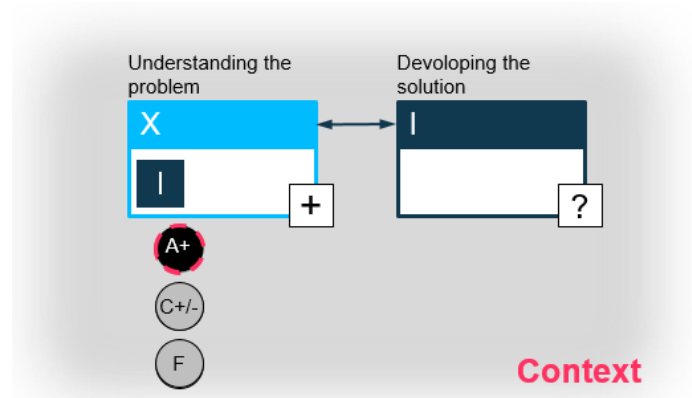 Understanding the
problem
Devoloping the
solution
X
I
I
+
?
A+
C+/-
F
Context